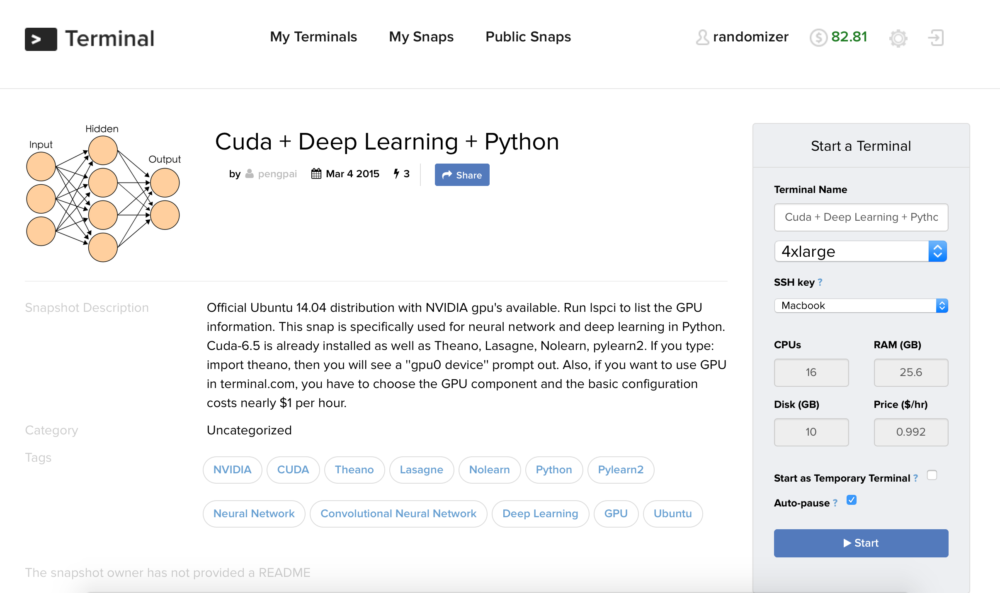 > Terminal
My Terminals
My Snaps
Public Snaps
randomizer
$ 82.81
Hidden
Input
Output
Cuda + Deep Learning + Python
by pengpai Mar 4 2015 3
Share
Snapshot Description
Official Ubuntu 14.04 distribution with NVIDIA gpu's available. Run lspci to list the GPU
information. This snap is specifically used for neural network and deep learning in Python.
Cuda-6.5 is already installed as well as Theano, Lasagne, Nolearn, pylearn2. If you type:
import theano, then you will see a "gpu0 device" prompt out. Also, if you want to use GPU
in terminal.com, you have to choose the GPU component and the basic configuration
costs nearly $1 per hour.
Category
Uncategorized
Tags
NVIDIA CUDA Theano Lasagne Nolearn Python Pylearn2
Neural Network Convolutional Neural Network Deep Learning GPU Ubuntu
The snapshot owner has not provided a README
Start a Terminal
Terminal Name
Cuda + Deep Learning + Pythc
4xlarge
SSH key ?
Macbook
CPUs RAM (GB)
16 25.6
Disk (GB) Price ($/hr)
10 0.992
Start as Temporary Terminal ?
Auto-pause ?
Start